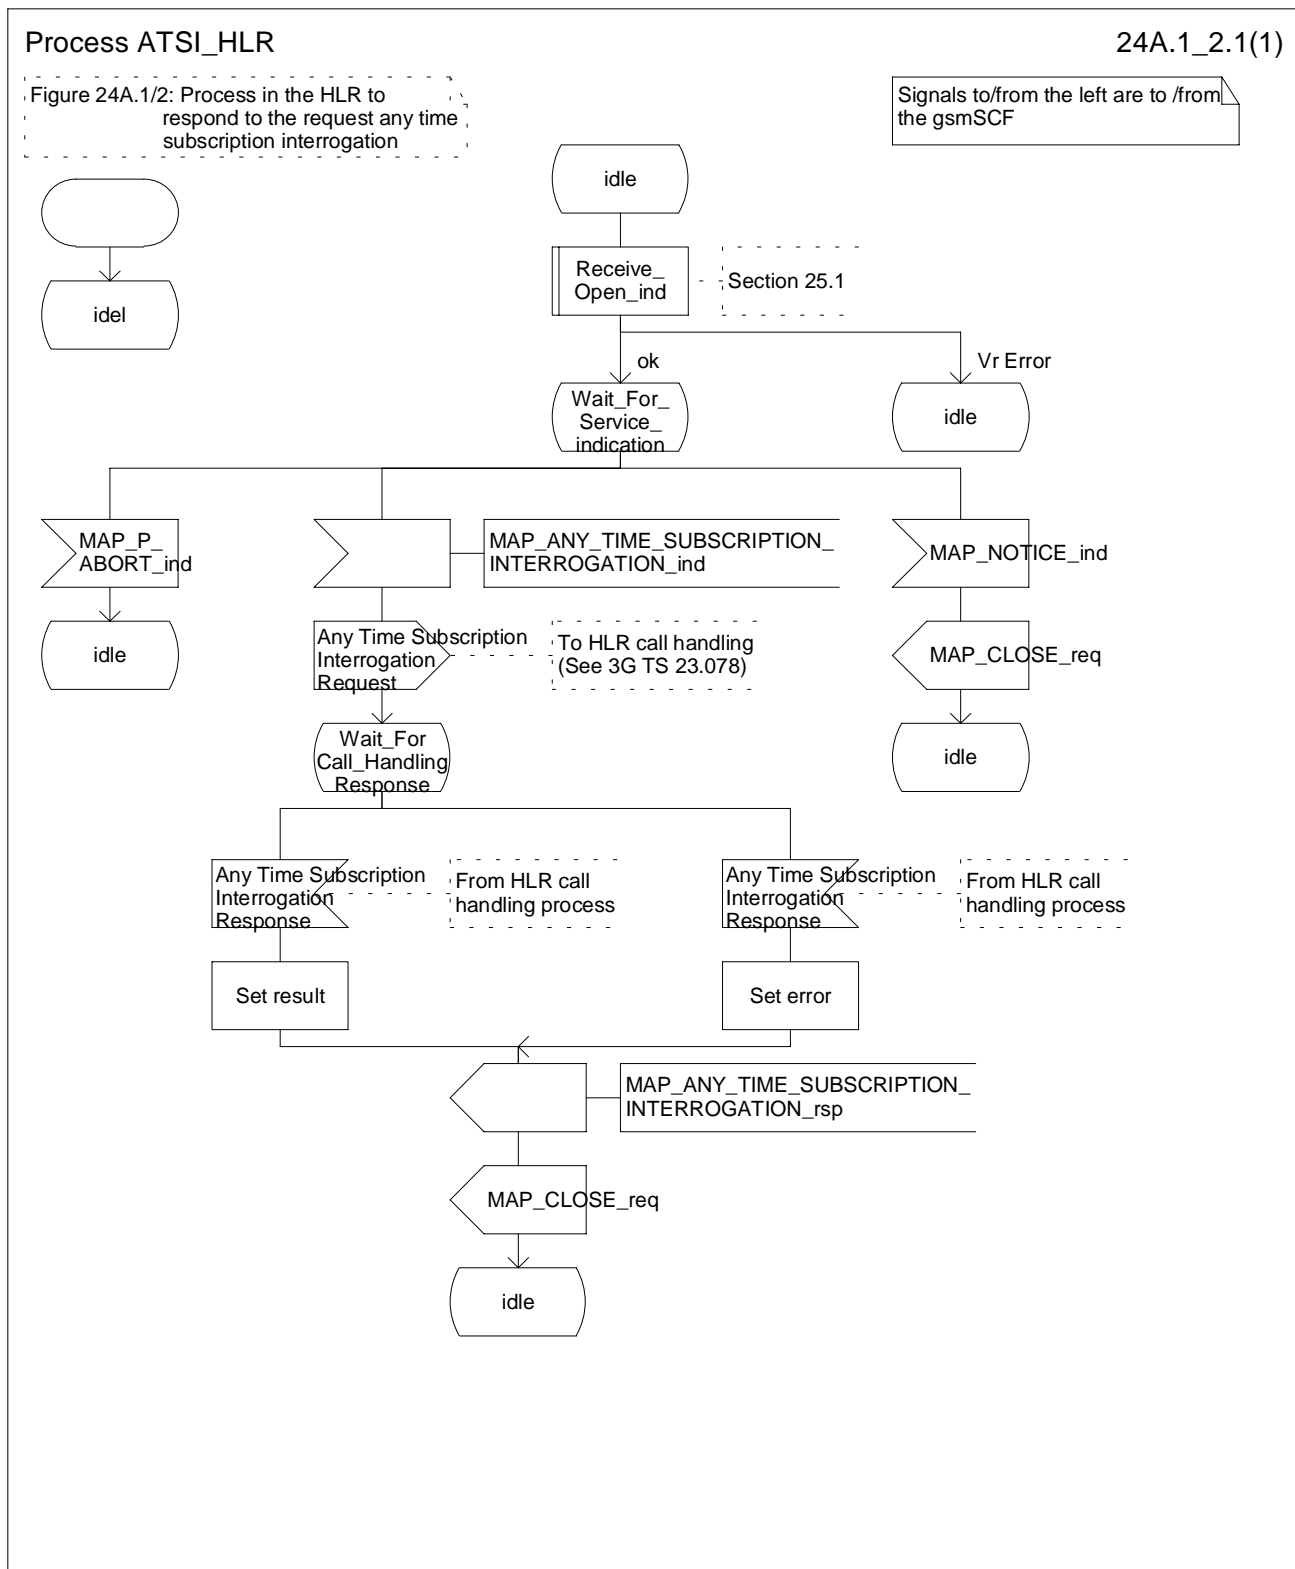 Process ATSI_HLR
24A.1_2.1(1)
Figure 24A.1/2: Process in the HLR to
respond to the request any time
subscription interrogation
Signals to/from the left are to /from
the gsmSCF
idle
idel
Receive_
Open_ind
Section 25.1
ok
Vr Error
Wait_For_
Service_
indication
idle
MAP_P_
ABORT_ind
MAP_ANY_TIME_SUBSCRIPTION_
INTERROGATION_ind
MAP_NOTICE_ind
idle
Any Time Subscription
Interrogation
Request
To HLR call handling
(See 3G TS 23.078)
MAP_CLOSE_req
Wait_For
Call_Handling
Response
idle
Any Time Subscription
Interrogation
Response
From HLR call
handling process
Any Time Subscription
Interrogation
Response
From HLR call
handling process
Set result
Set error
MAP_ANY_TIME_SUBSCRIPTION_
INTERROGATION_rsp
MAP_CLOSE_req
idle